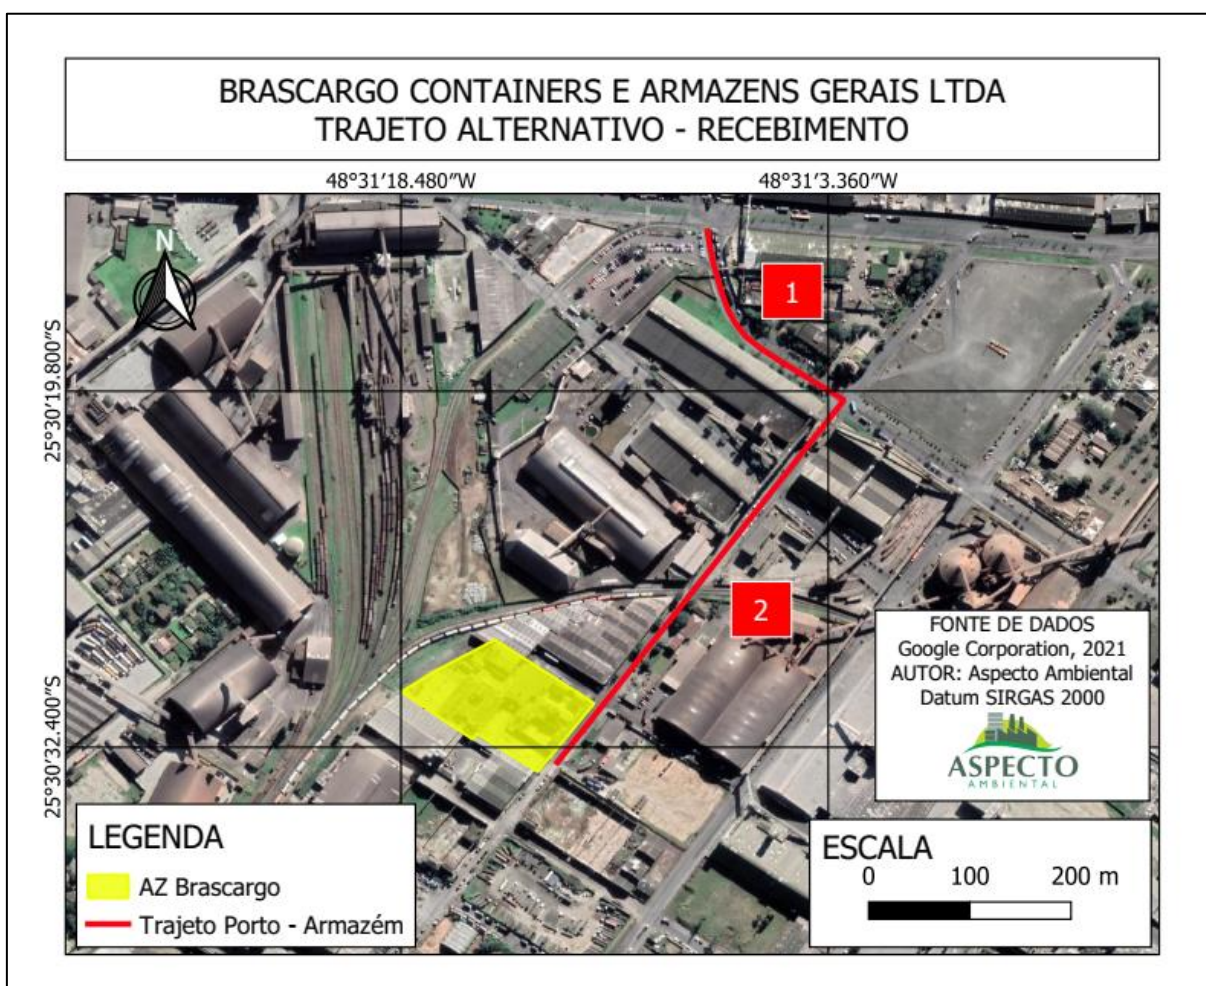 BRASCARGO CONTAINERS E ARMAZENS GERAIS LTDA
TRAJETO ALTERNATIVO - RECEBIMENTO
48°31'18.480"W
48°31'3.360"W
N
1
25°30'19.800"S
2
FONTE DE DADOS
Google Corporation, 2021
AUTOR: Aspecto Ambiental
Datum SIRGAS 2000
ASPECTO
AMBIENTAL
25°30'32.400"S
LEGENDA
AZ Brascargo
Trajeto Porto - Armazém
ESCALA
0 100 200 m